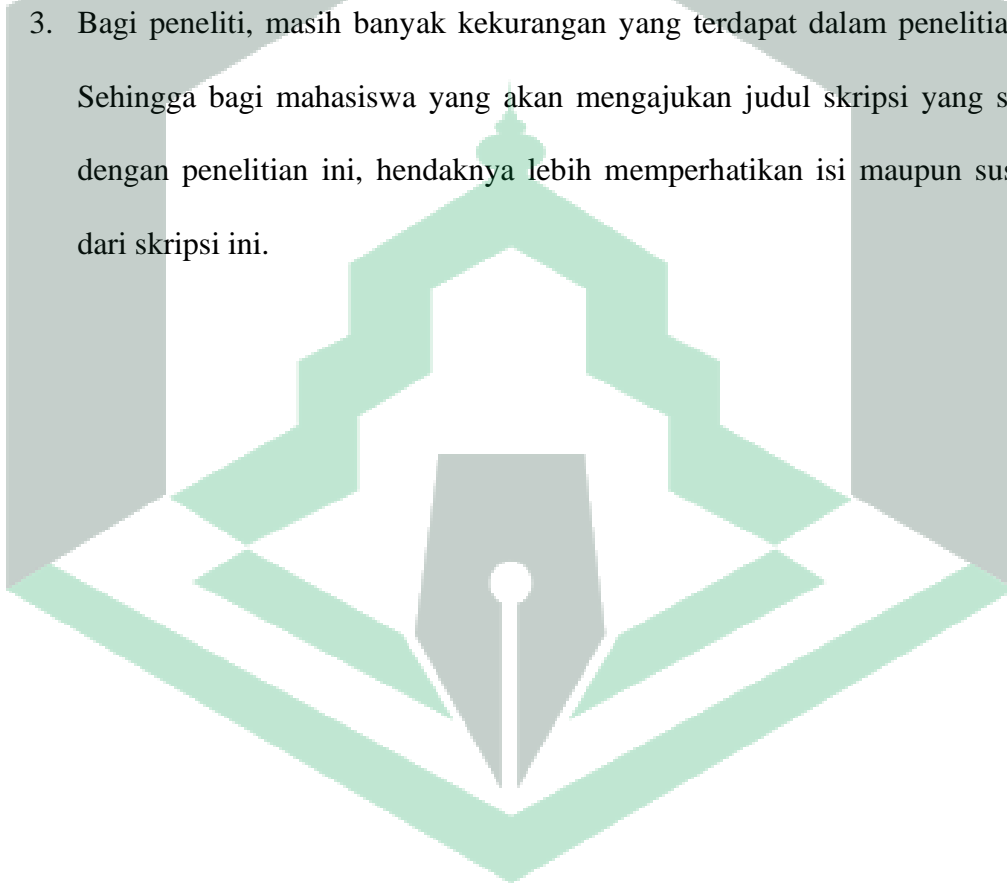 3. Bagi peneliti, masih banyak kekurangan yang terdapat dalam
Sehingga bagi mahasiswa yang akan mengajukan judul skripsi yang
dengan penelitian ini, hendaknya lebih memperhatikan isi maupun
dari skripsi ini.